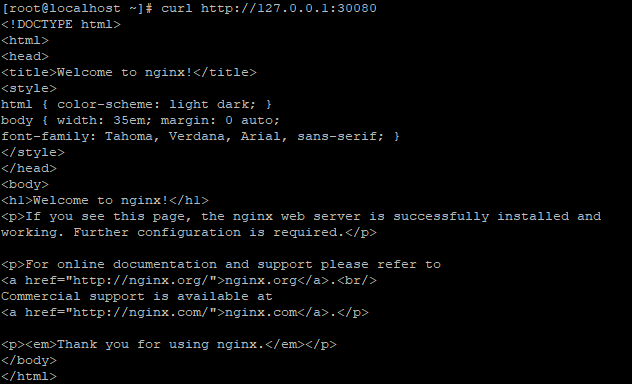 [root@localhost ~]# curl http://127.0.0.1:30080
<!DOCTYPE html>
<html>
<head>
<title>Welcome to nginx!</title>
<style>
html { color-scheme: light dark; }
body { width: 35em; margin: 0 auto;
font-family: Tahoma, Verdana, Arial, sans-serif; }
</style>
</head>
<body>
<h1>Welcome to nginx!</h1>
<p>If you see this page, the nginx web server is successfully installed and
working. Further configuration is required.</p>

<p>For online documentation and support please refer to
<a href="http://nginx.org/">nginx.org</a>.<br/>
Commercial support is available at
<a href="http://nginx.com/">nginx.com</a>.</p>

<p><em>Thank you for using nginx.</em></p>
</body>
</html>